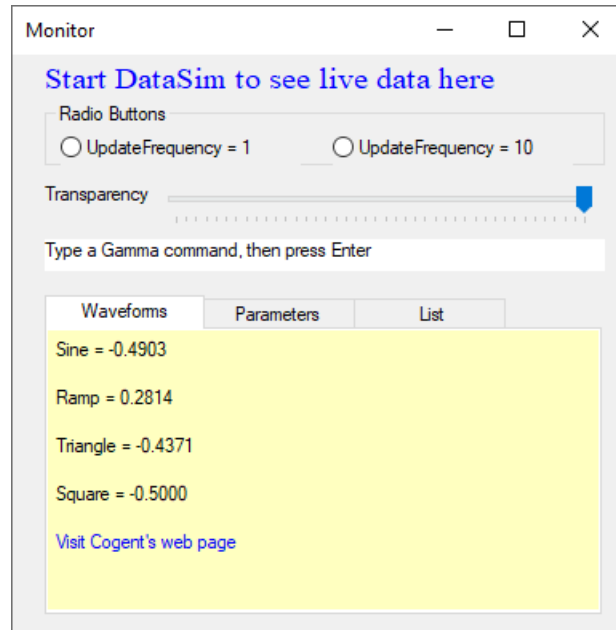 Monitor
Start DataSim to see live data here
Radio Buttons
UpdateFrequency = 1 UpdateFrequency = 10
Transparency
Type a Gamma command, then press Enter
Waveforms Parameters List
Sine = -0.4903
Ramp = 0.2814
Triangle = -0.4371
Square = -0.5000
Visit Cogent's web page